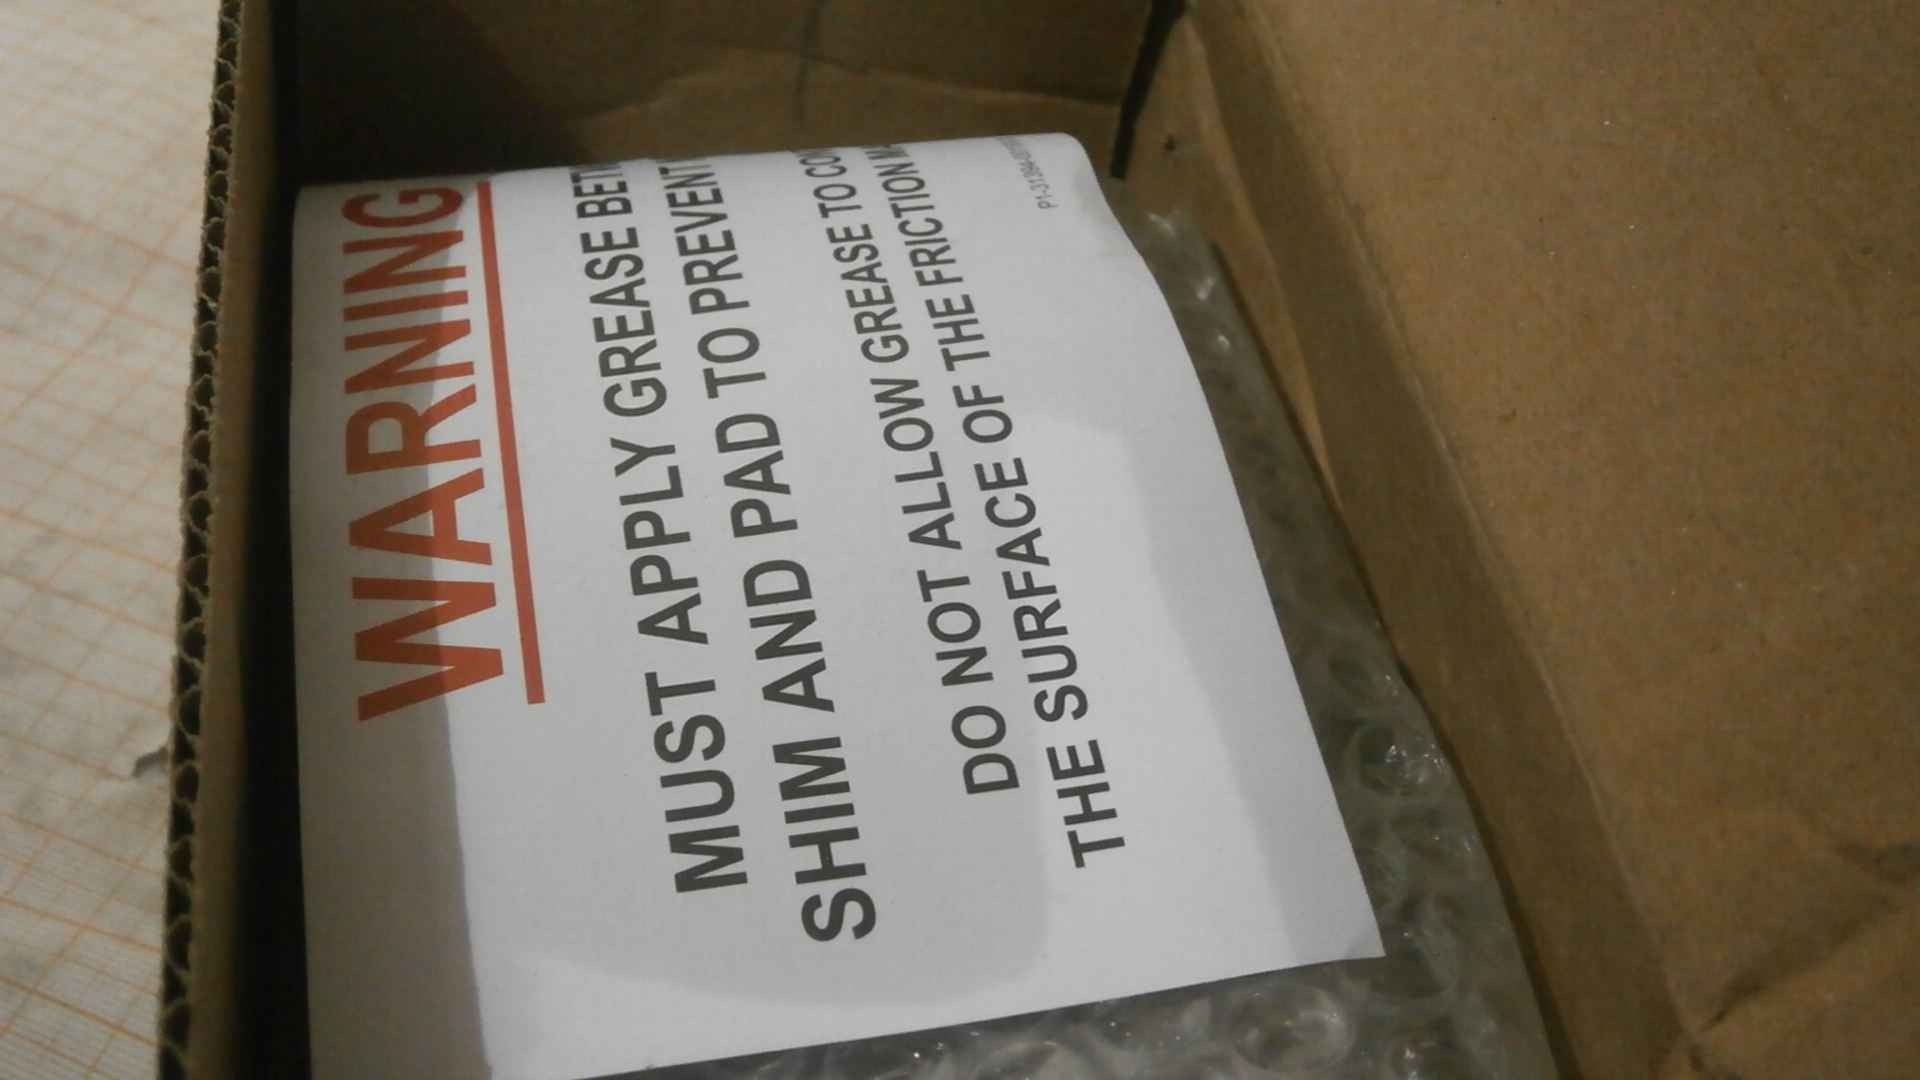 WARNING
MUST APPLY GREASE
SHIM AND PAD TO PREVENT
DO NOT ALLOW GREASE TO
THE SURFACE OF THE FRICTION